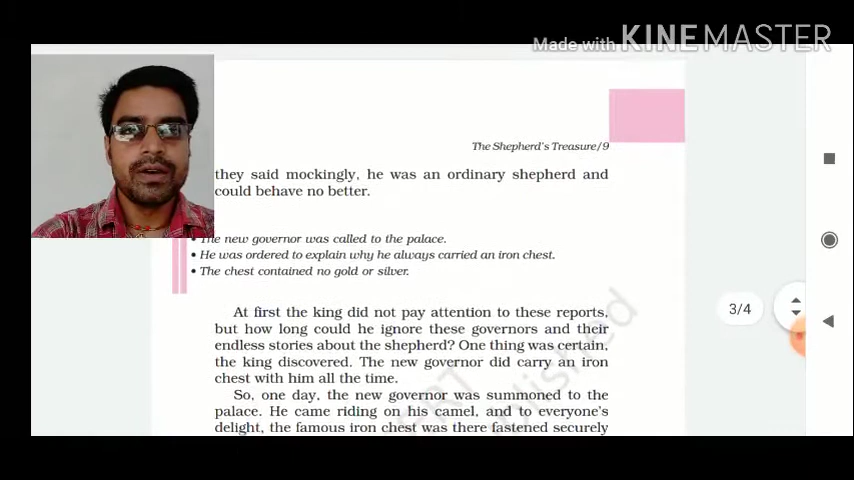 Made with KINEMASTER
The Shepherd's Treasure/9
they said mockingly, he was an ordinary shepherd and
could behave no better.
• The new governor was called to the palace.
• He was ordered to explain why he always carried an iron chest.
• The chest contained no gold or silver.
At first the king did not pay attention to these reports,
but how long could he ignore these governors and their
endless stories about the shepherd? One thing was certain,
the king discovered. The new governor did carry an iron
chest with him all the time.
3/4
So, one day, the new governor was summoned to the
palace. He came riding on his camel, and to everyone's
delight, the famous iron chest was there fastened securely